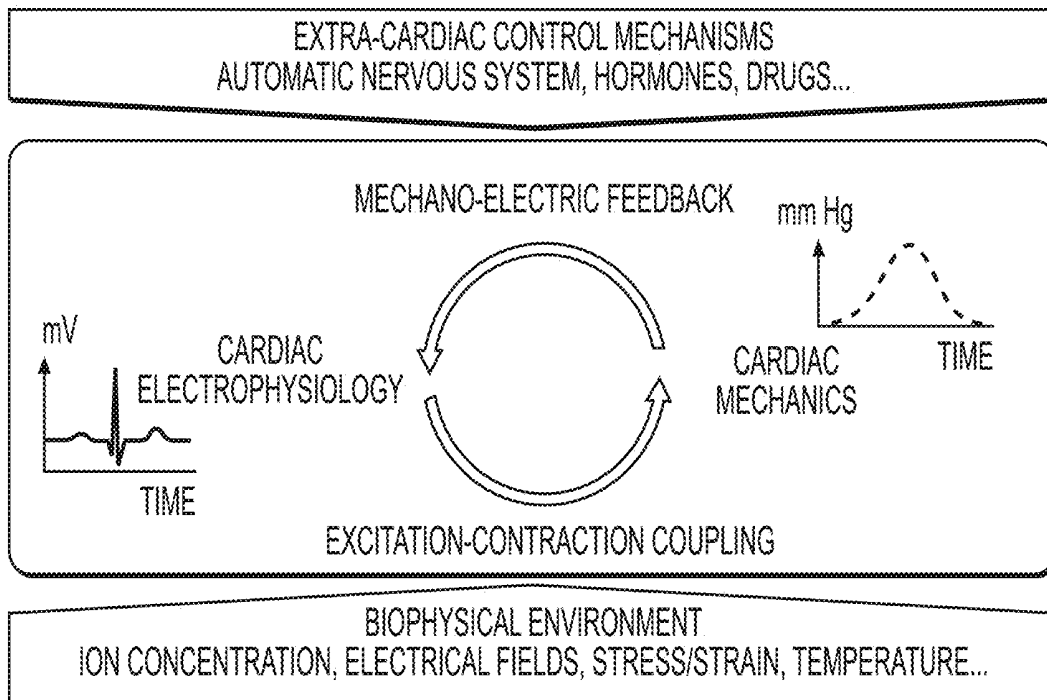 EXTRA-CARDIAC CONTROL MECHANISMS
AUTOMATIC NERVOUS SYSTEM, HORMONES, DRUGS...
MECHANO-ELECTRIC FEEDBACK
mm Hg
TIME
mV
TIME
CARDIAC
ELECTROPHYSIOLOGY
CARDIAC
MECHANICS
EXCITATION-CONTRACTION COUPLING
BIOPHYSICAL ENVIRONMENT
ION CONCENTRATION, ELECTRICAL FIELDS, STRESS/STRAIN, TEMPERATURE...